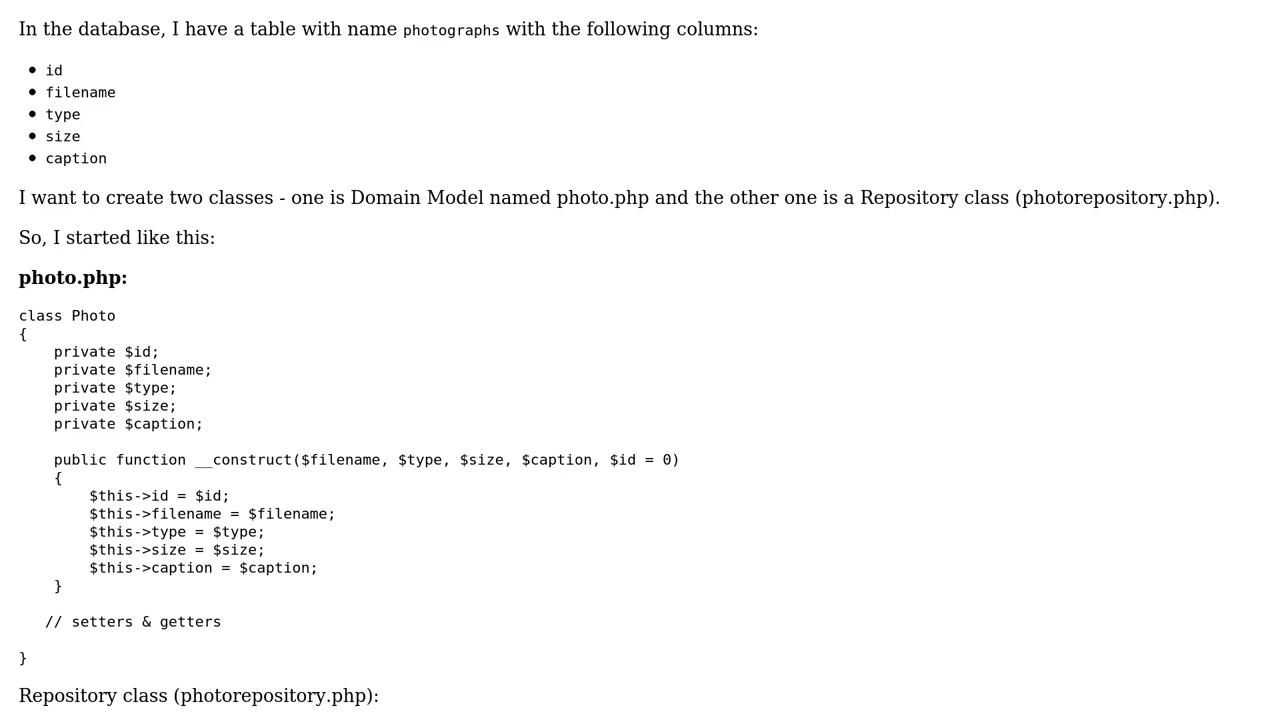 In the database, I have a table with name photographs with the following columns:
id
filename
type
size
caption
I want to create two classes - one is Domain Model named photo.php and the other one is a Repository class (photorepository.php).
So, I started like this:
photo.php:
class Photo
{
    private $id;
    private $filename;
    private $type;
    private $size;
    private $caption;

    public function __construct($filename, $type, $size, $caption, $id = 0)
    {
        $this->id = $id;
        $this->filename = $filename;
        $this->type = $type;
        $this->size = $size;
        $this->caption = $caption;
    }

   // setters & getters

}
Repository class (photorepository.php):